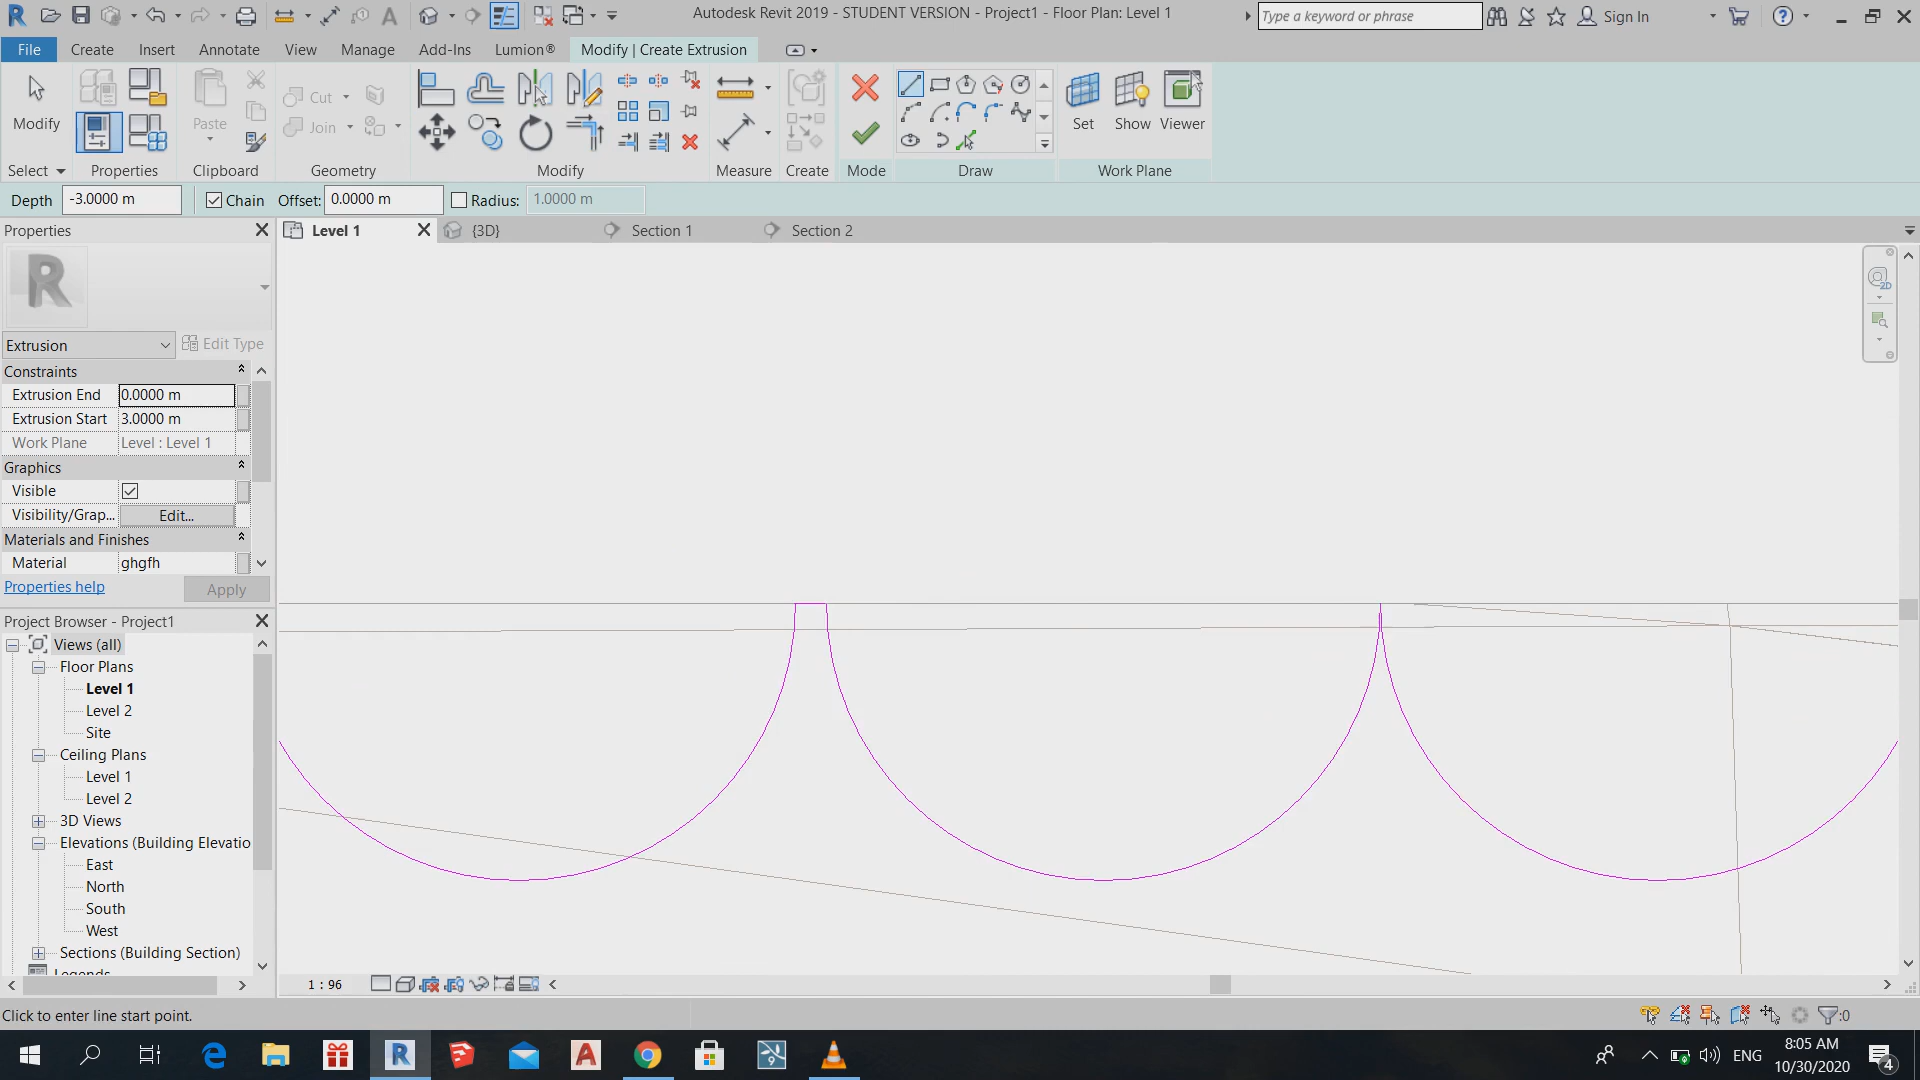 Autodesk Revit 2019 - STUDENT VERSION - Project1 - Floor Plan: Level 1
Type a keyword or phrase
Sign In
File
Create
Insert
Annotate
View
Manage
Add-Ins
Lumion®
Modify | Create Extrusion
Modify
Paste
Cut
Join
Set
Show
Viewer
Select
Properties
Clipboard
Geometry
Modify
Measure
Create
Mode
Draw
Work Plane
Depth
-3.0000 m
Chain
Offset:
0.0000 m
Radius:
1.0000 m
Properties
Level 1
{3D}
Section 1
Section 2
R
2D
Extrusion
Edit Type
Constraints
Extrusion End
0.0000 m
Extrusion Start
3.0000 m
Work Plane
Level : Level 1
Graphics
Visible
Visibility/Grap...
Edit...
Materials and Finishes
Material
ghgfh
Properties help
Apply
Project Browser - Project1
Views (all)
Floor Plans
Level 1
Level 2
Site
Ceiling Plans
Level 1
Level 2
3D Views
Elevations (Building Elevatio
East
North
South
West
Sections (Building Section)
Legends
1 : 96
Click to enter line start point.
:0
ENG
8:05 AM
10/30/2020
4